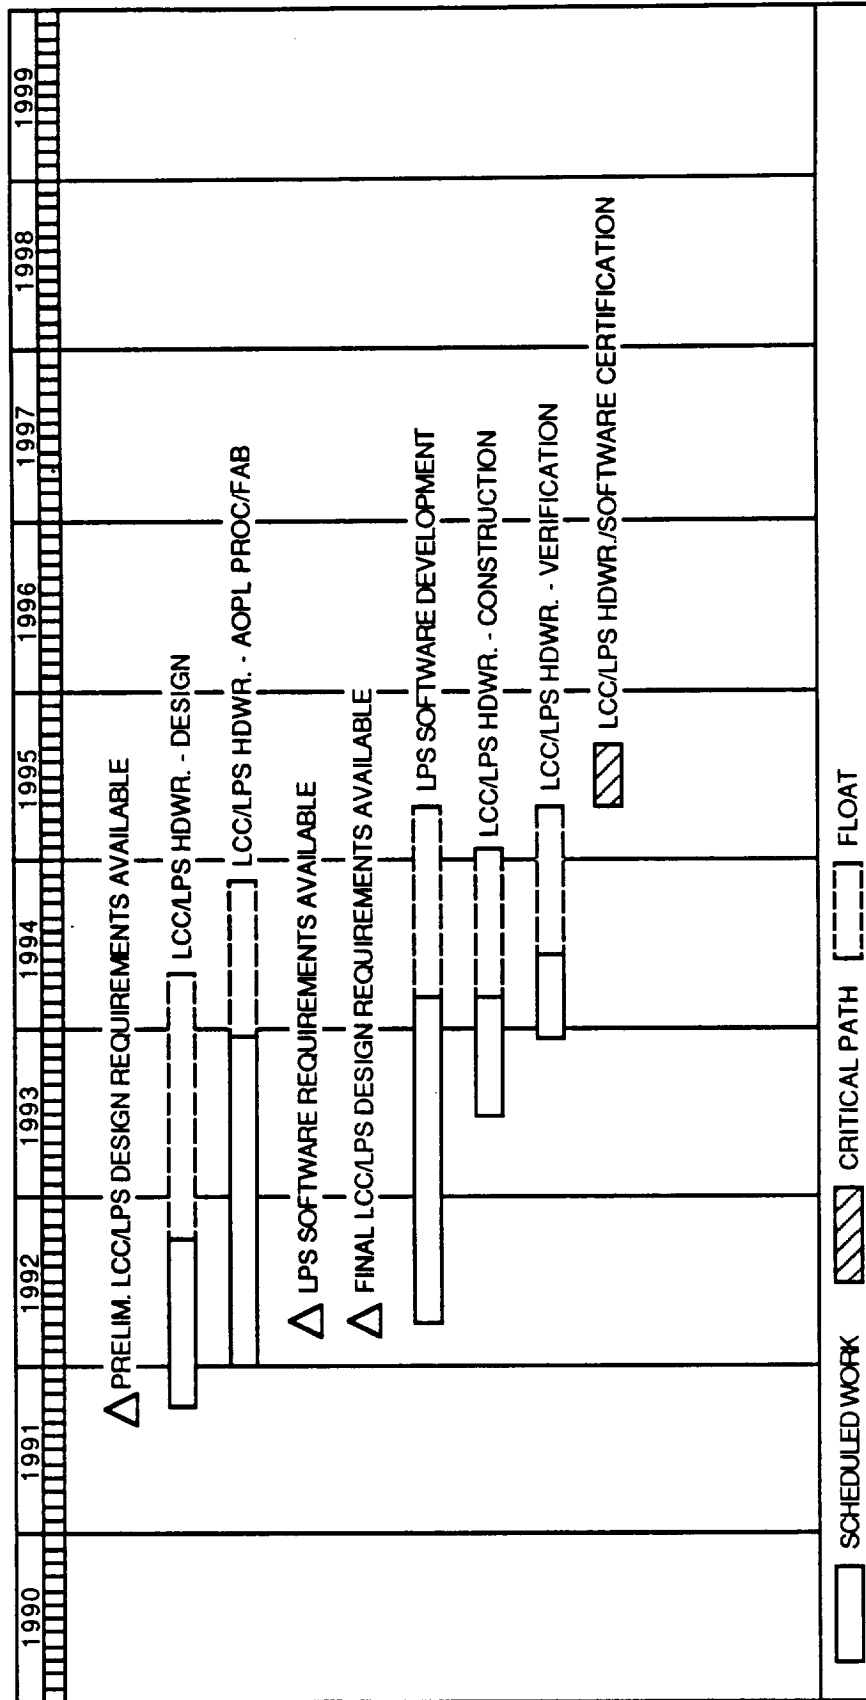 1990 1991 1992 1993 1994 1995 1996 1997 1998 1999
PRELIM. LCC/LPS DESIGN REQUIREMENTS AVAILABLE
LCC/LPS HDWR. - DESIGN
LCC/LPS HDWR. - AOPL PROC/FAB
LPS SOFTWARE REQUIREMENTS AVAILABLE
FINAL LCC/LPS DESIGN REQUIREMENTS AVAILABLE
LPS SOFTWARE DEVELOPMENT
LCC/LPS HDWR. - CONSTRUCTION
LCC/LPS HDWR. - VERIFICATION
LCC/LPS HDWR./SOFTWARE CERTIFICATION
SCHEDULED WORK CRITICAL PATH FLOAT